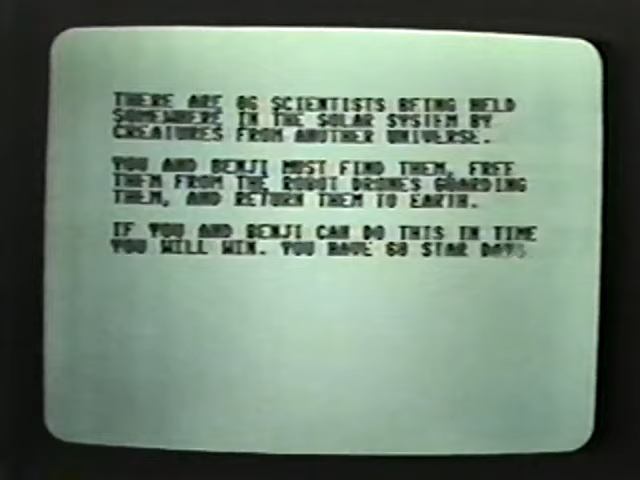 THERE ARE 06 SCIENTISTS BEING HELD
SOMEWHERE IN THE SOLAR SYSTEM BY
CREATURES FROM ANOTHER UNIVERSE.
YOU AND BENJI MUST FIND THEM, FREE
THEM FROM THE ROBOT DRONES GUARDING
THEM, AND RETURN THEM TO EARTH.
IF YOU AND BENJI CAN DO THIS IN TIME
YOU WILL WIN. YOU HAVE 60 STAR DAYS